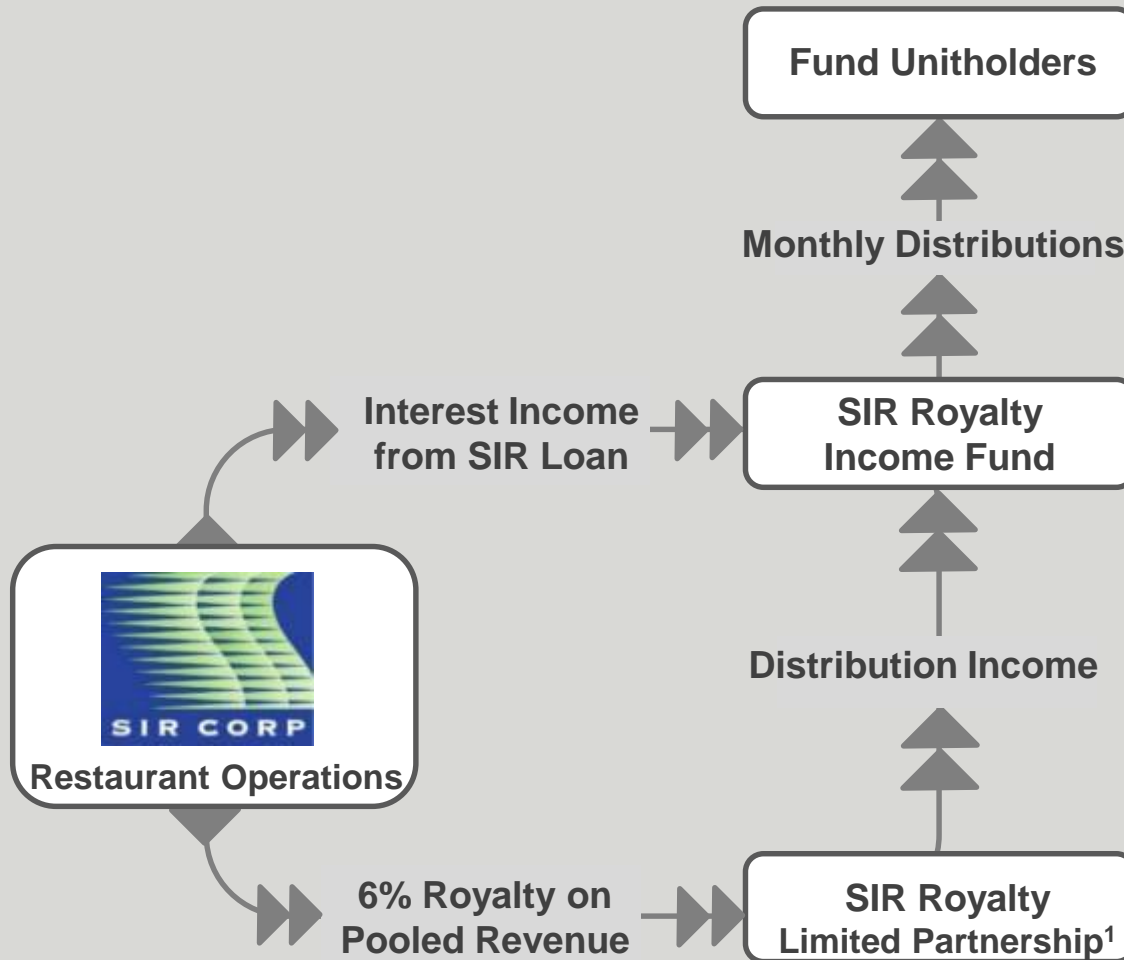 Fund Unitholders
Monthly Distributions
Interest Income
from SIR Loan
SIR Royalty
Income Fund
SIR CORP
Restaurant Operations
Distribution Income
6% Royalty on
Pooled Revenue
SIR Royalty
Limited Partnership¹